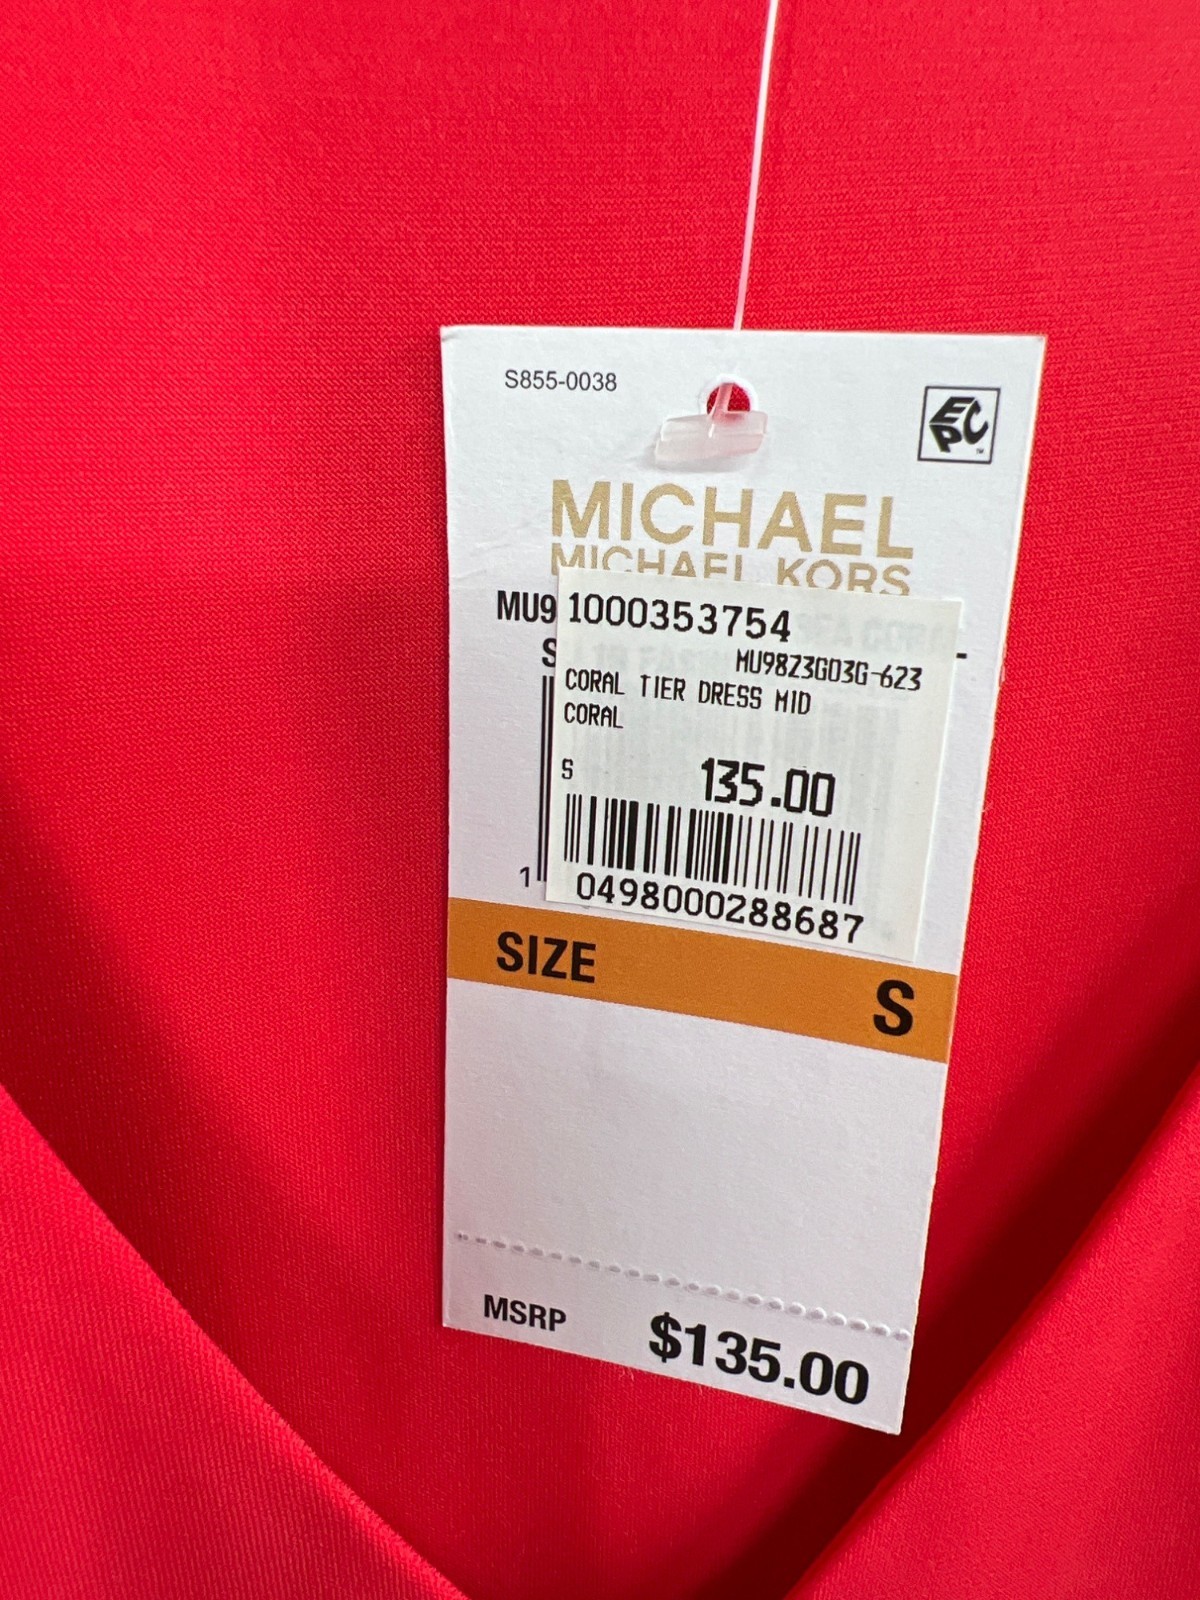 S855-0038
EPC
MICHAEL
MICHAEL KORS
MU9
1000353754
MU98Z3G03G-623
CORAL TIER DRESS MID
CORAL
S 135.00
1
0498000288687
SIZE S
MSRP $135.00